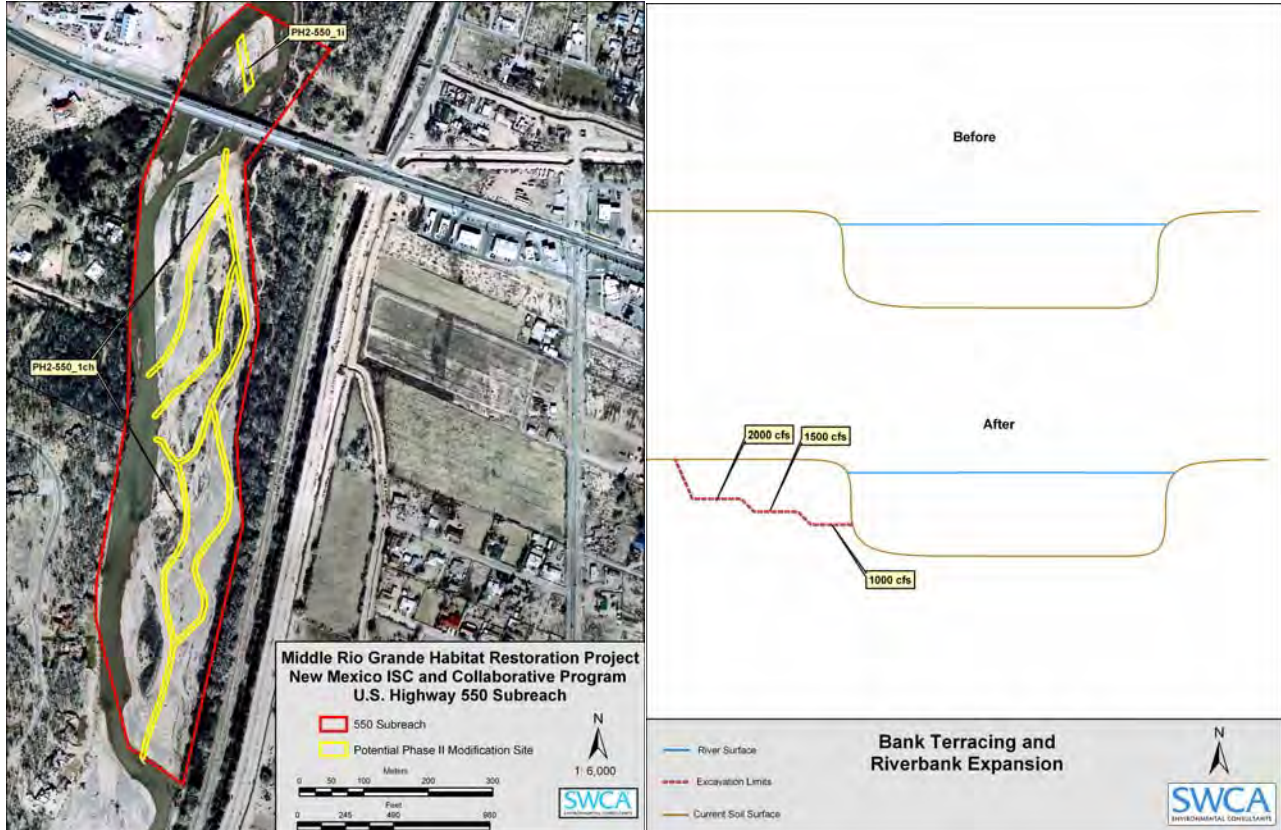 PH2-550_1i
PH2-550_1ch
Middle Rio Grande Habitat Restoration Project
New Mexico ISC and Collaborative Program
U.S. Highway 550 Subreach
550 Subreach
Potential Phase II Modification Site
N
1: 6,000
Meters
0 50 100 200 300
Feet
0 245 490 980
SWCA
ENVIRONMENTAL CONSULTANTS
Before
After
2000 cfs
1500 cfs
1000 cfs
River Surface
Excavation Limits
Current Soil Surface
Bank Terracing and
Riverbank Expansion
N
SWCA
ENVIRONMENTAL CONSULTANTS